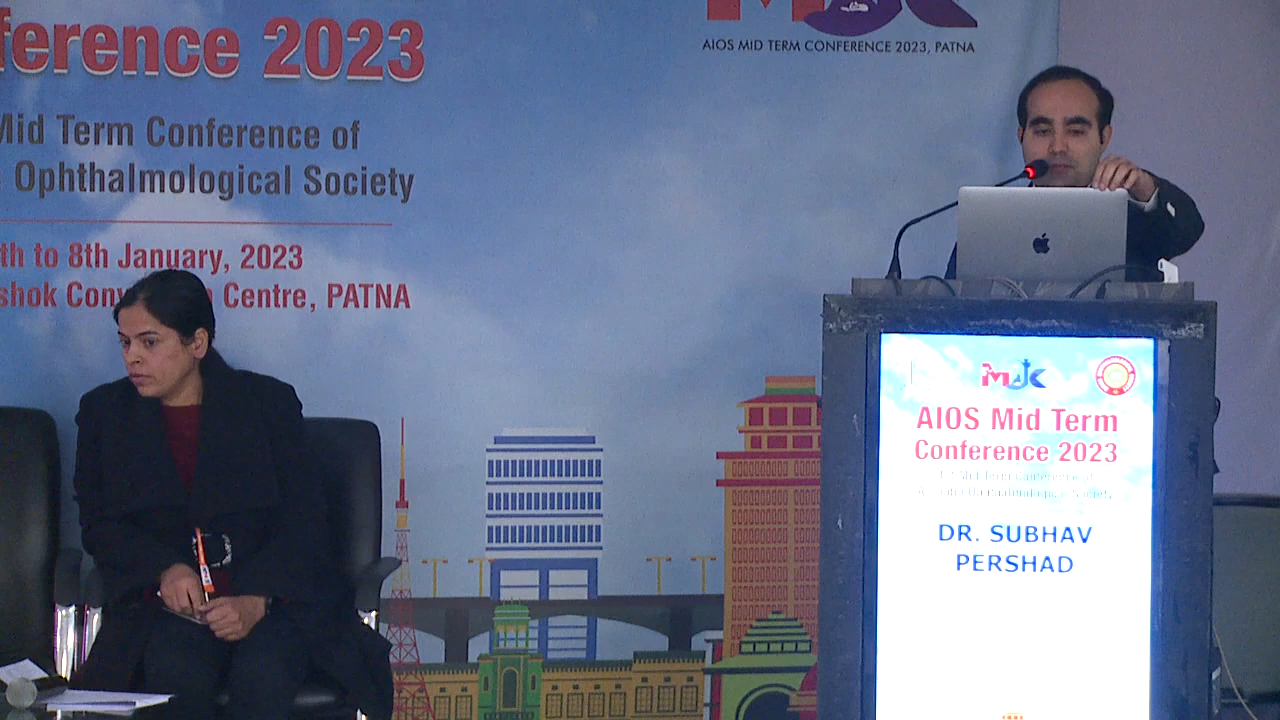 ference 2023
Mid Term Conference of
Ophthalmological Society
th to 8th January, 2023
shok Con
Centre, PATNA
AIOS MID TERM CONFERENCE 2023, PATNA
AIOS Mid Term
Conference 2023
DR. SUBHAV
PERSHAD